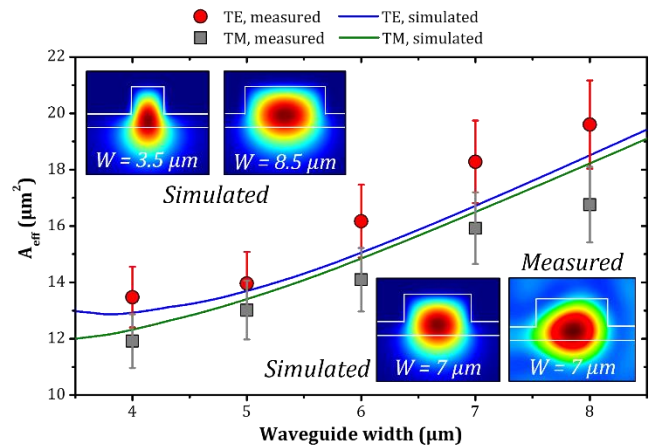 TE, measured TE, simulated
TM, measured TM, simulated
22
20
18
16
14
12
10
A_eff (µm²)
W = 3.5 µm W = 8.5 µm
Simulated
Measured
Simulated
W = 7 µm W = 7 µm
4 5 6 7 8
Waveguide width (µm)